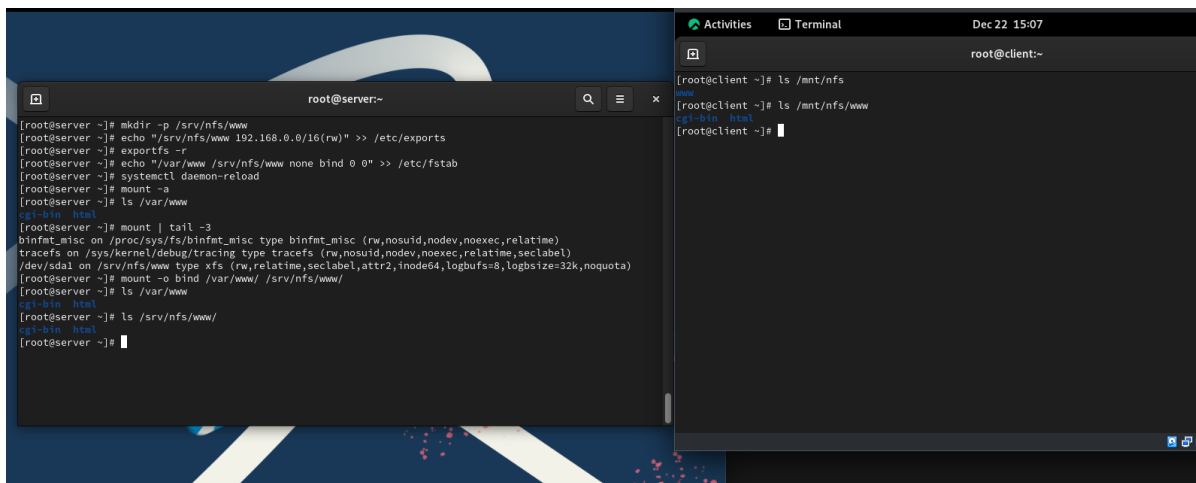 root@server:~
[root@server ~]# mkdir -p /srv/nfs/www
[root@server ~]# echo "/srv/nfs/www 192.168.0.0/16(rw)" >> /etc/exports
[root@server ~]# exportfs -r
[root@server ~]# echo "/var/www /srv/nfs/www none bind 0 0" >> /etc/fstab
[root@server ~]# systemctl daemon-reload
[root@server ~]# mount -a
[root@server ~]# ls /var/www
cgi-bin  html
[root@server ~]# mount | tail -3
binfmt_misc on /proc/sys/fs/binfmt_misc type binfmt_misc (rw,nosuid,nodev,noexec,relatime)
tracefs on /sys/kernel/debug/tracing type tracefs (rw,nosuid,nodev,noexec,relatime,seclabel)
/dev/sda1 on /srv/nfs/www type xfs (rw,relatime,seclabel,attr2,inode64,logbufs=8,logbsize=32k,noquota)
[root@server ~]# mount -o bind /var/www/ /srv/nfs/www/
[root@server ~]# ls /var/www
cgi-bin  html
[root@server ~]# ls /srv/nfs/www/
cgi-bin  html
[root@server ~]#
Activities Terminal Dec 22 15:07
root@client:~
[root@client ~]# ls /mnt/nfs
www
[root@client ~]# ls /mnt/nfs/www
cgi-bin  html
[root@client ~]#